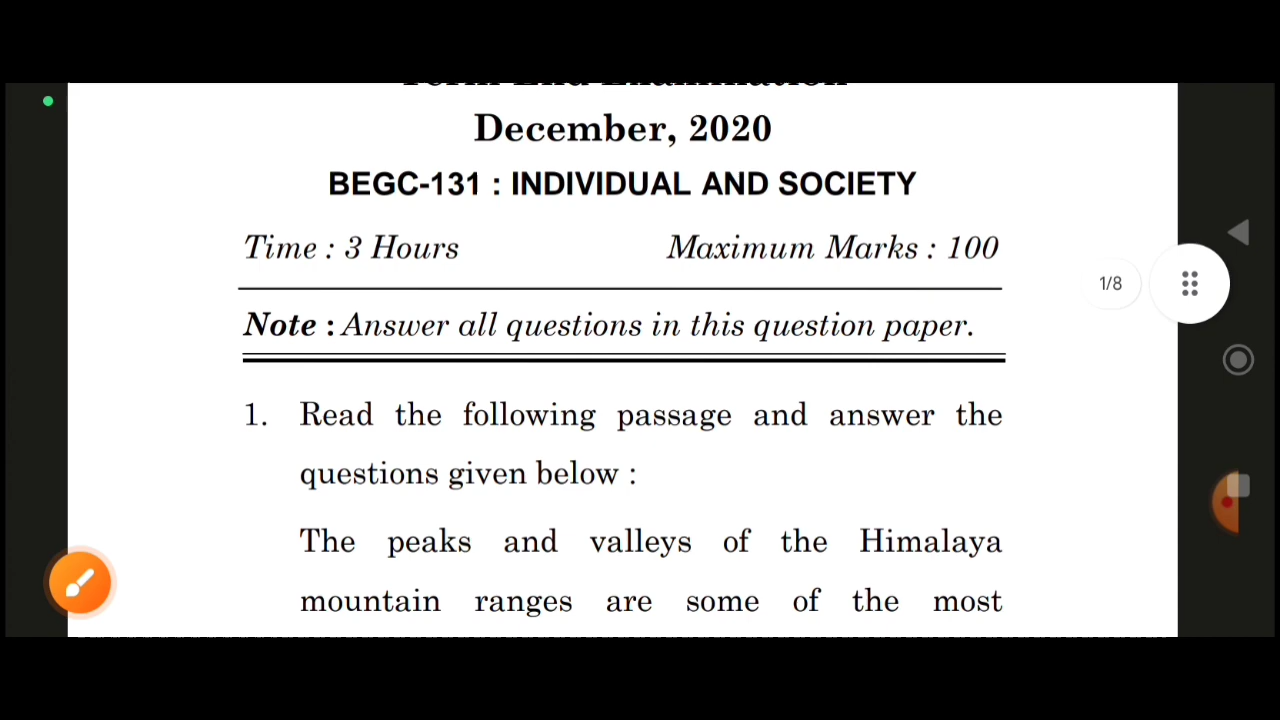 December, 2020
BEGC-131 : INDIVIDUAL AND SOCIETY
Time : 3 Hours Maximum Marks : 100
1/8
Note : Answer all questions in this question paper.
1. Read the following passage and answer the
questions given below :
The peaks and valleys of the Himalaya
mountain ranges are some of the most